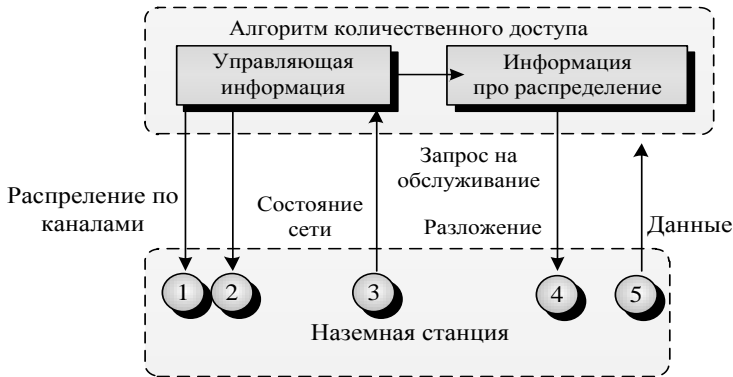 Алгоритм количественного доступа
Управляющая
информация
Информация
про распределение
Распреление по
каналами
Состояние
сети
Запрос на
обслуживание
Разложение
Данные
1
2
3
4
5
Наземная станция